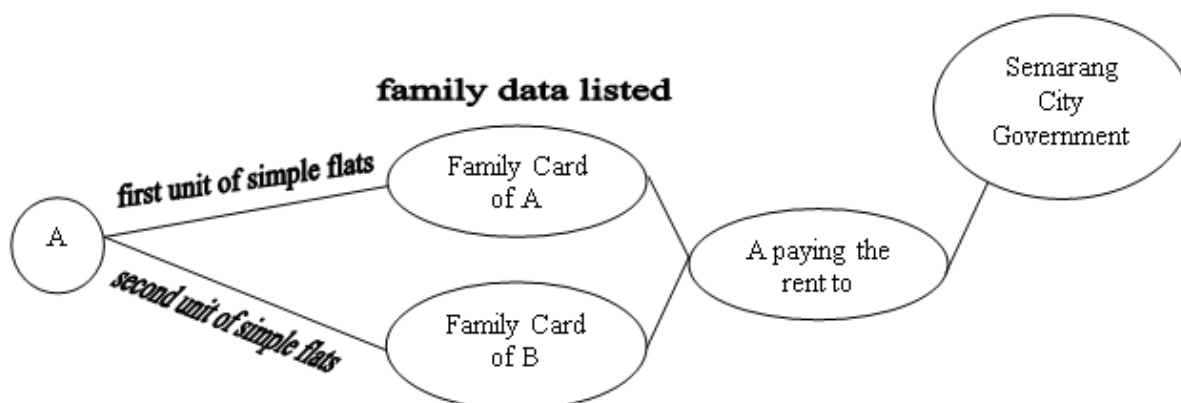 family data listed
Semarang
City
Government
first unit of simple flats
Family Card
of A
A
A paying the
rent to
second unit of simple flats
Family Card
of B